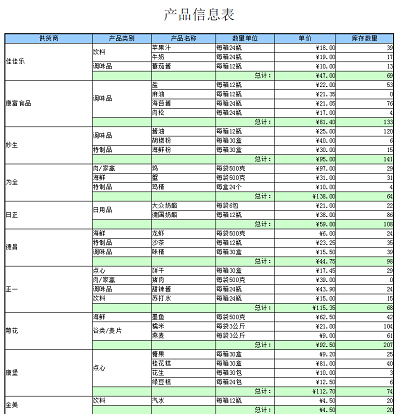 产品信息表
供货商 产品类别 产品名称 数量单位 单价 库存数量
佳佳乐 饮料 苹果汁 每箱24瓶 ¥18.00 39
牛奶 每箱24瓶 ¥19.00 17
调味品 蕃茄酱 每箱12瓶 ¥10.00 13
总计: ¥47.00 69
康富食品 调味品 盐 每箱12瓶 ¥22.00 53
麻油 每箱12瓶 ¥21.35 0
海苔酱 每箱24瓶 ¥21.05 76
肉松 每箱24瓶 ¥17.00 4
总计: ¥81.40 133
妙生 调味品 酱油 每箱12瓶 ¥25.00 120
胡椒粉 每箱30盒 ¥40.00 6
特制品 海鲜粉 每箱30盒 ¥30.00 15
总计: ¥95.00 141
为全 肉/家禽 鸡 每袋500克 ¥97.00 29
海鲜 蟹 每袋500克 ¥31.00 31
特制品 鸡精 每盒24个 ¥10.00 4
总计: ¥138.00 64
日正 日用品 大众奶酪 每袋6包 ¥21.00 22
德国奶酪 每箱12瓶 ¥38.00 86
总计: ¥59.00 108
德昌 海鲜 龙虾 每袋500克 ¥6.00 24
特制品 沙茶 每箱12瓶 ¥23.25 35
调味品 味精 每箱30盒 ¥15.50 39
总计: ¥44.75 98
正一 点心 饼干 每箱30盒 ¥17.45 29
肉/家禽 猪肉 每袋500克 ¥39.00 0
调味品 甜辣酱 每箱24瓶 ¥43.90 24
饮料 苏打水 每箱24瓶 ¥15.00 15
总计: ¥115.35 68
菊花 海鲜 墨鱼 每袋500克 ¥62.50 42
谷类/麦片 糯米 每袋3公斤 ¥21.00 104
燕麦 每袋3公斤 ¥9.00 61
总计: ¥92.50 207
康堡 点心 糖果 每箱30盒 ¥9.20 25
桂花糕 每箱30盒 ¥81.00 40
花生 每箱30包 ¥10.00 3
绿豆糕 每箱24包 ¥12.50 6
总计: ¥112.70 74
金美 饮料 汽水 每箱12瓶 ¥4.50 20
总计: ¥4.50 20